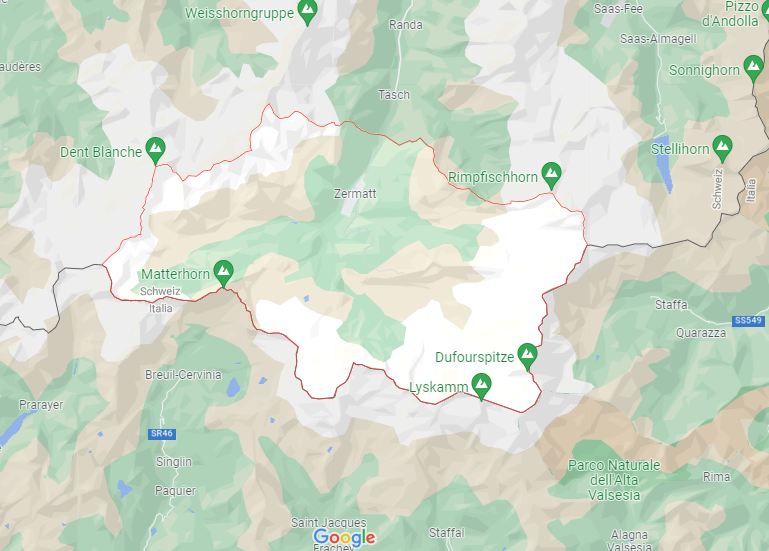 Weisshorngruppe
Randa
Saas-Fee
Pizzo
d'Andolla
Saas-Almagell
Sonnighorn
audères
Täsch
Dent Blanche
Stellihorn
Rimpfischhorn
Zermatt
Schweiz
Italia
Matterhorn
Schweiz
Italia
Staffa
SS549
Quarazza
Dufourspitze
Breuil-Cervinia
Lyskamm
Prarayer
SR46
Singlin
Parco Naturale
dell'Alta
Valsesia
Rima
Paquier
Saint Jacques
Frachey
Google
Staffal
Alagna
Valsesia